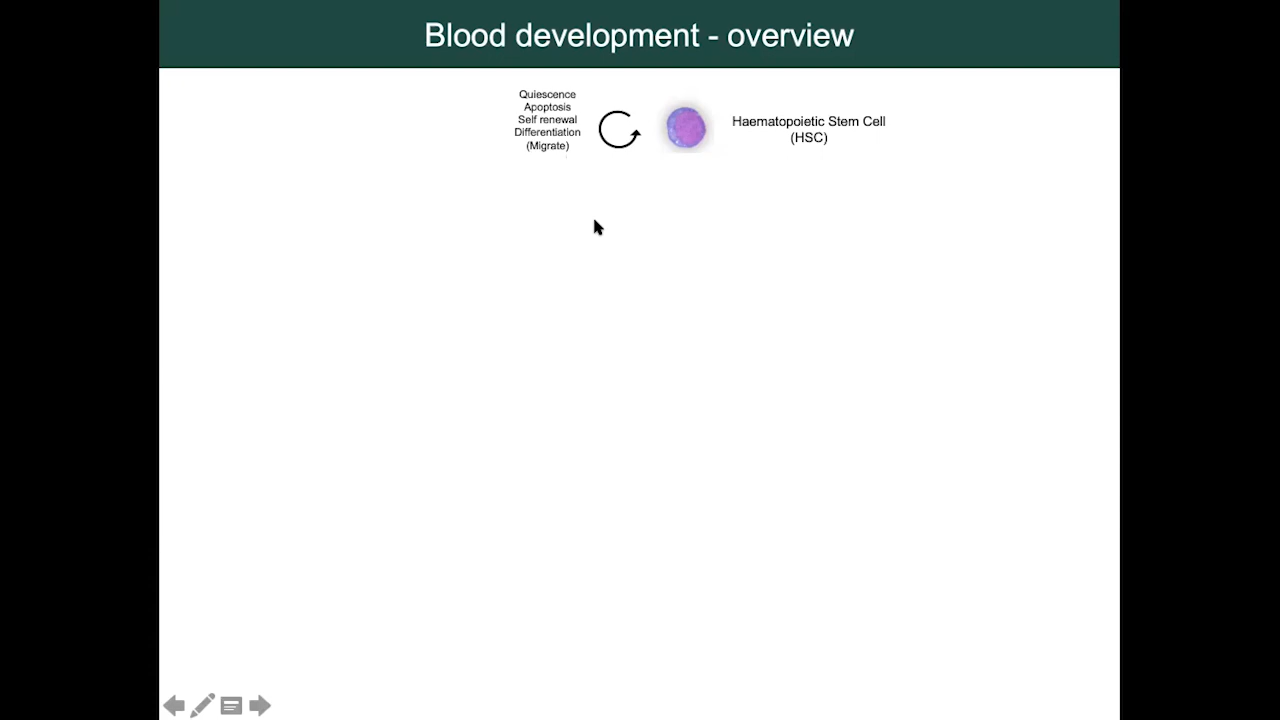 Blood development - overview
Quiescence
Apoptosis
Self renewal
Differentiation
(Migrate)
Haematopoietic Stem Cell
(HSC)